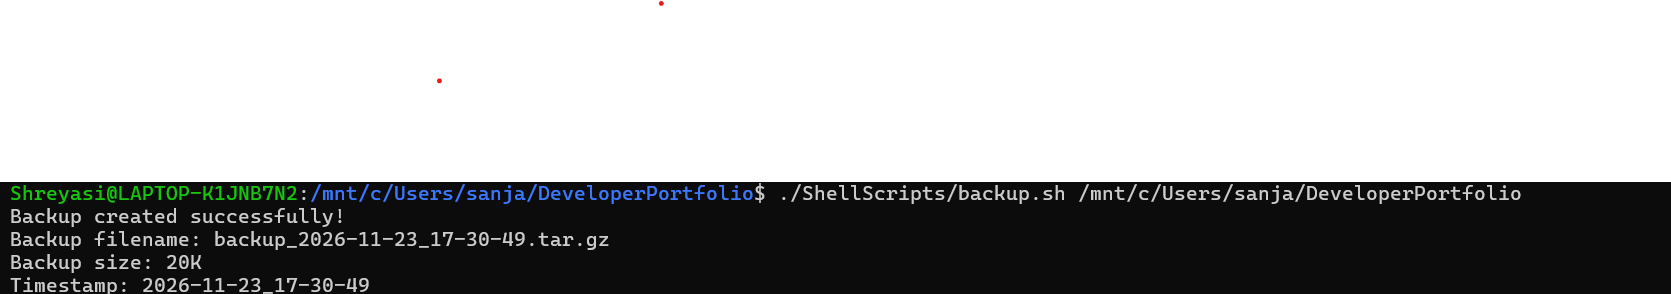 Shreyasi@LAPTOP-K1JNB7N2:/mnt/c/Users/sanja/DeveloperPortfolio$ ./ShellScripts/backup.sh /mnt/c/Users/sanja/DeveloperPortfolio
Backup created successfully!
Backup filename: backup_2026-11-23_17-30-49.tar.gz
Backup size: 20K
Timestamp: 2026-11-23_17-30-49